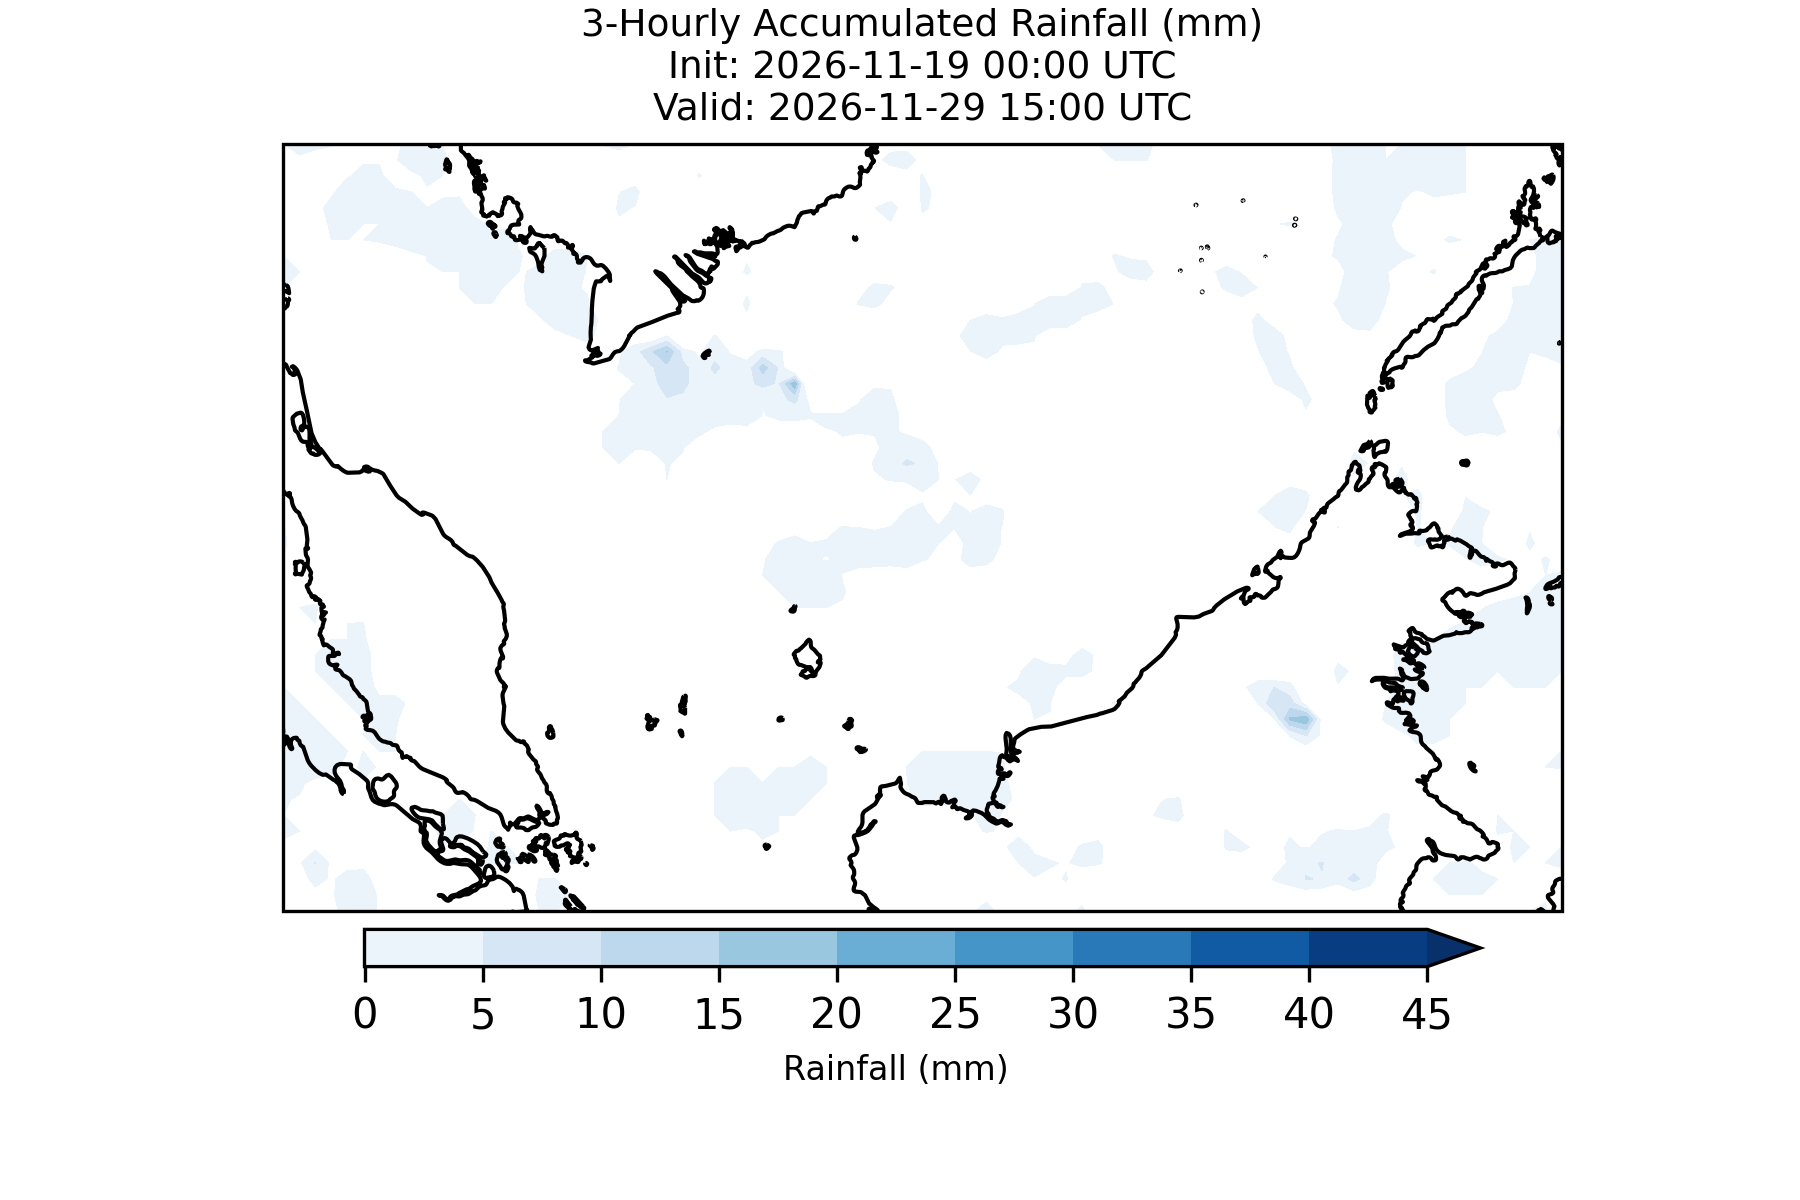 3-Hourly Accumulated Rainfall (mm)
Init: 2026-11-19 00:00 UTC
Valid: 2026-11-29 15:00 UTC
0 5 10 15 20 25 30 35 40 45
Rainfall (mm)